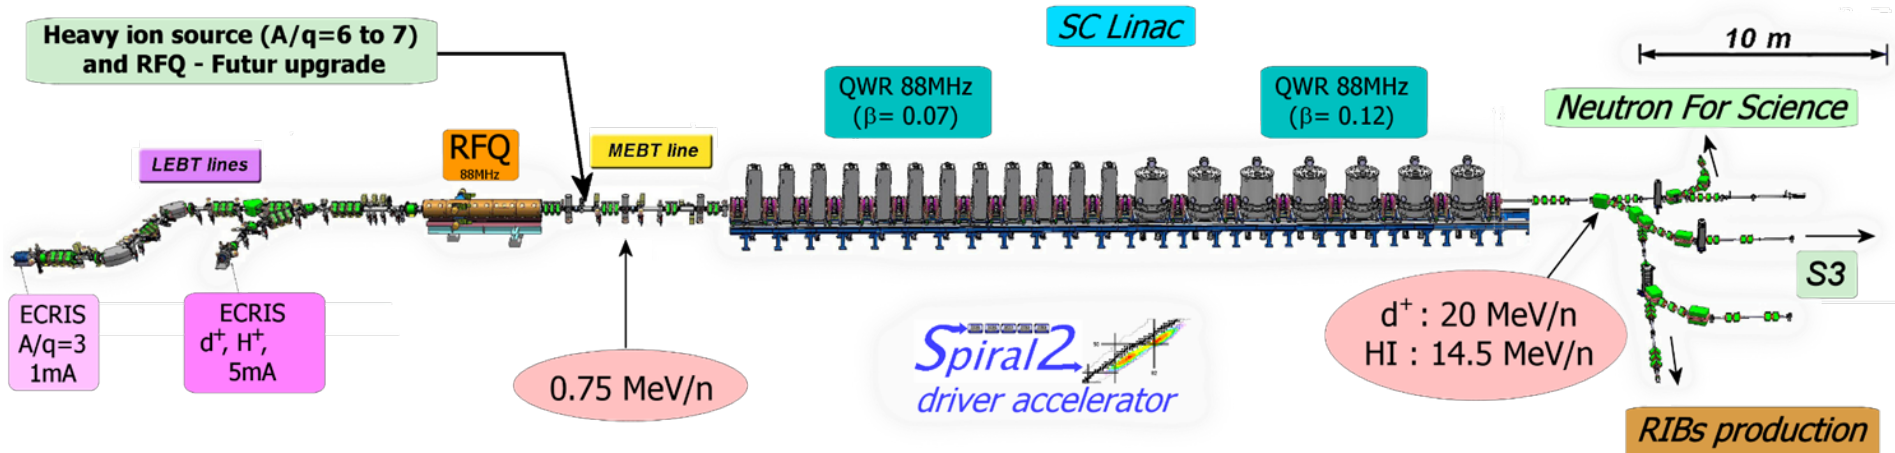 Heavy ion source (A/q=6 to 7)
and RFQ - Futur upgrade
SC Linac
10 m
QWR 88MHz
(β= 0.07)
QWR 88MHz
(β= 0.12)
Neutron For Science
LEBT lines
RFQ
88MHz
MEBT line
S3
ECRIS
A/q=3
1mA
ECRIS
d⁺, H⁺,
5mA
0.75 MeV/n
Spiral2
driver accelerator
d⁺ : 20 MeV/n
HI : 14.5 MeV/n
RIBs production